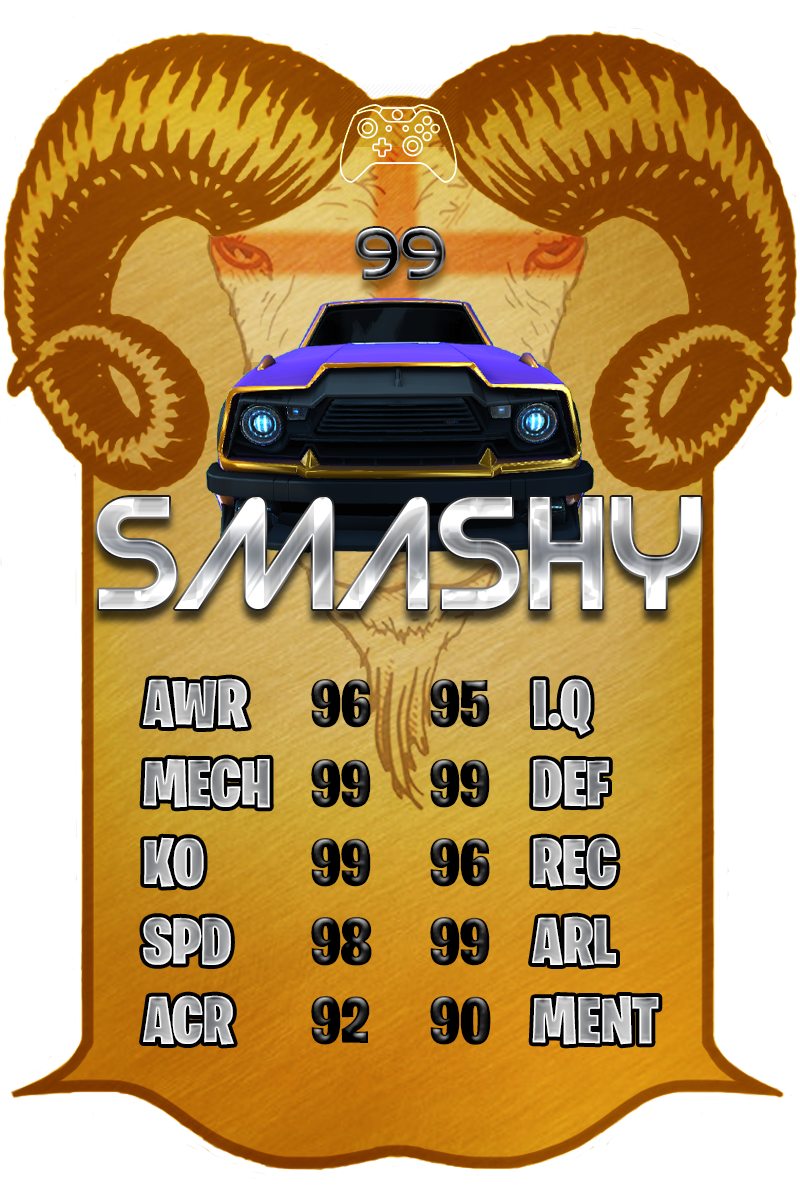 99
SMASHY
AWR 96 95 I.Q
MECH 99 99 DEF
KO 99 96 REC
SPD 98 99 ARL
ACR 92 90 MENT